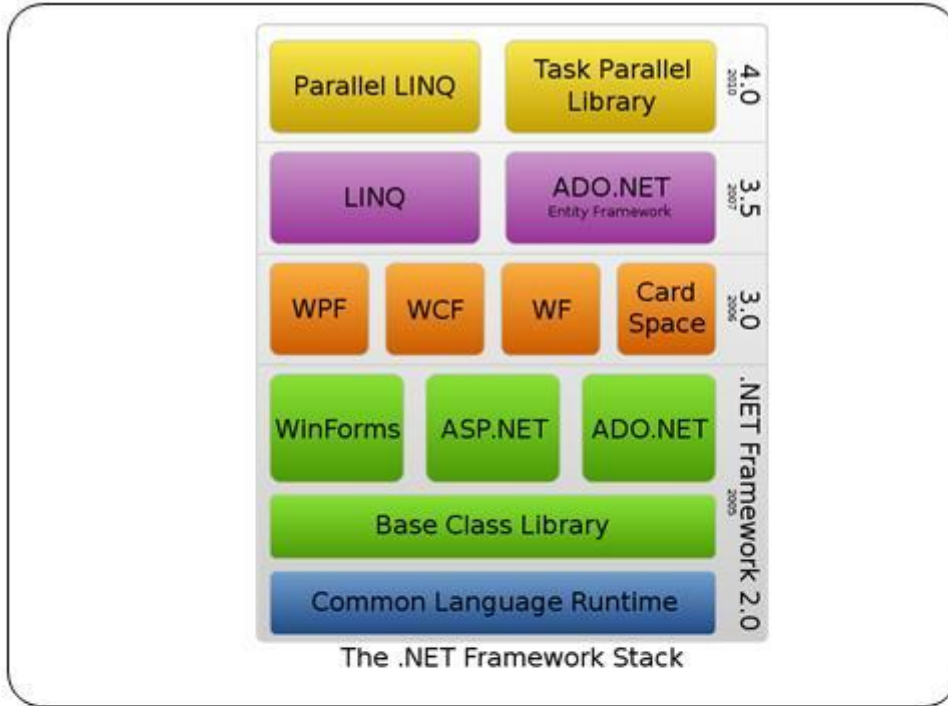 Parallel LINQ
Task Parallel
Library
4.0
2010
LINQ
ADO.NET
Entity Framework
3.5
2007
WPF
WCF
WF
Card
Space
3.0
2006
WinForms
ASP.NET
ADO.NET
Base Class Library
Common Language Runtime
.NET Framework 2.0
2005
The .NET Framework Stack